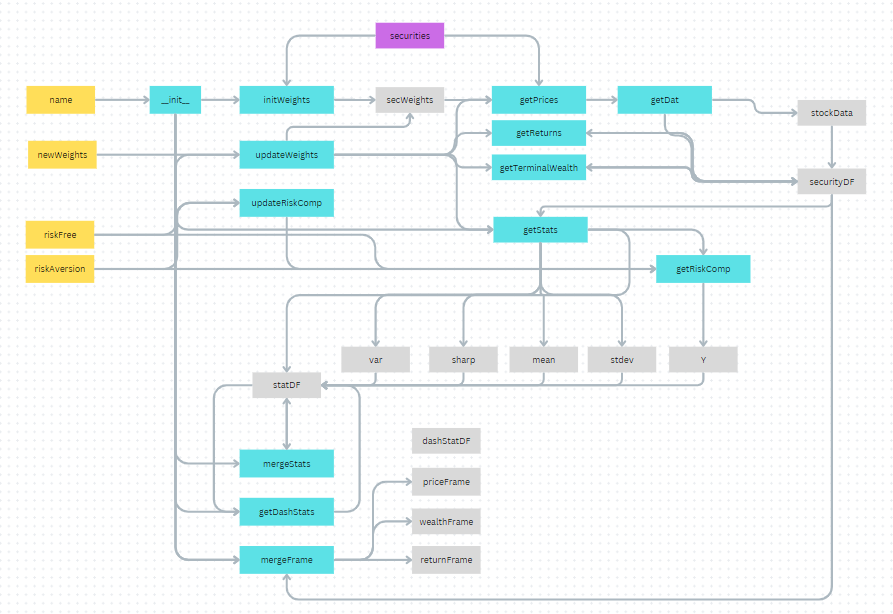 securities
name
__init__
initWeights
secWeights
getPrices
getDat
stockData
getReturns
newWeights
updateWeights
getTerminalWealth
securityDF
updateRiskComp
riskFree
getStats
riskAversion
getRiskComp
var
sharp
mean
stdev
Y
statDF
dashStatDF
mergeStats
priceFrame
getDashStats
wealthFrame
mergeFrame
returnFrame